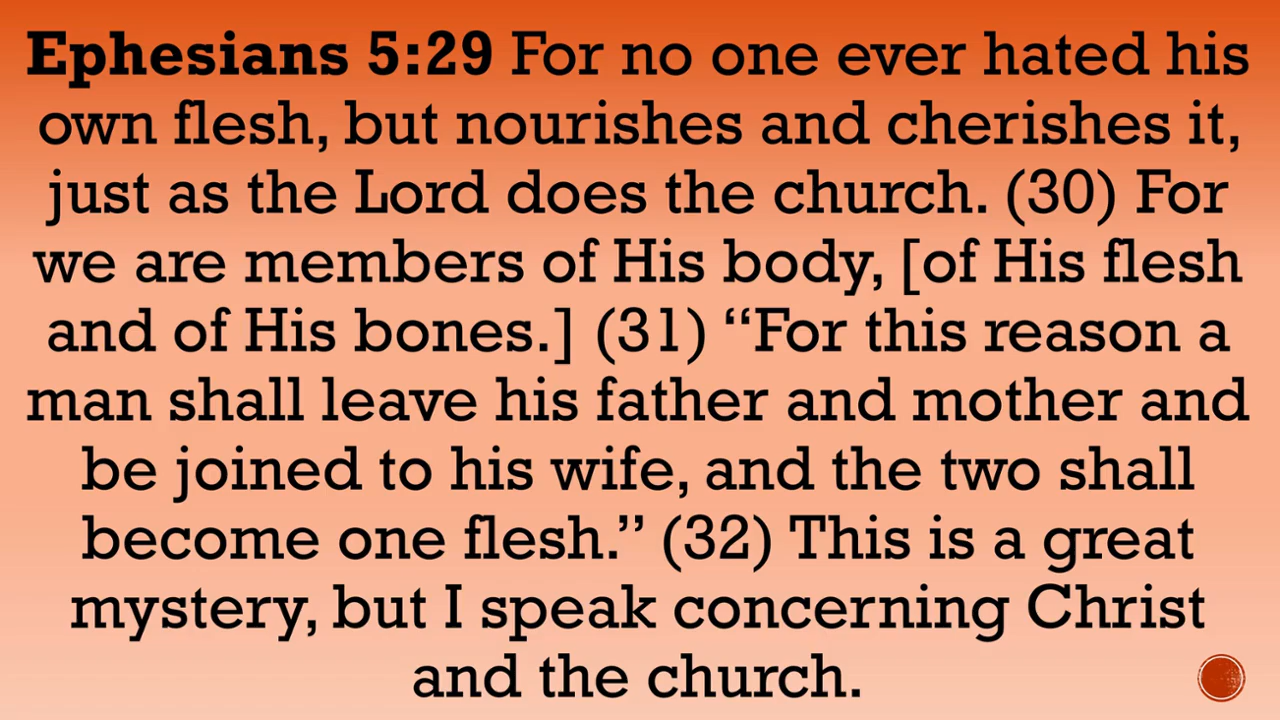 Ephesians 5:29 For no one ever hated his
own flesh, but nourishes and cherishes it,
just as the Lord does the church. (30) For
we are members of His body, [of His flesh
and of His bones.] (31) “For this reason a
man shall leave his father and mother and
be joined to his wife, and the two shall
become one flesh.” (32) This is a great
mystery, but I speak concerning Christ
and the church.